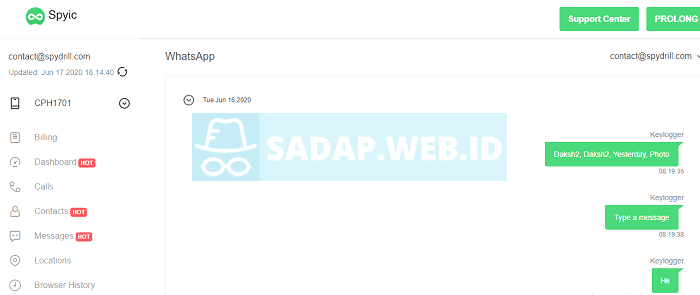 Spyic
Support Center
PROLONG
contact@spydrill.com
Updated. Jun 17 2020 18:14:40
WhatsApp
contact@spydrill.com
CPH1701
Tue Jun 16 2020
SADAP.WEB.ID
Billing
Dashboard HOT
Calls
Contacts HOT
Messages HOT
Locations
Browser History
Keylogger
Daksh2, Daksh2, Yesterday, Photo
08:19:36
Keylogger
Type a message
08:19:38
Keylogger